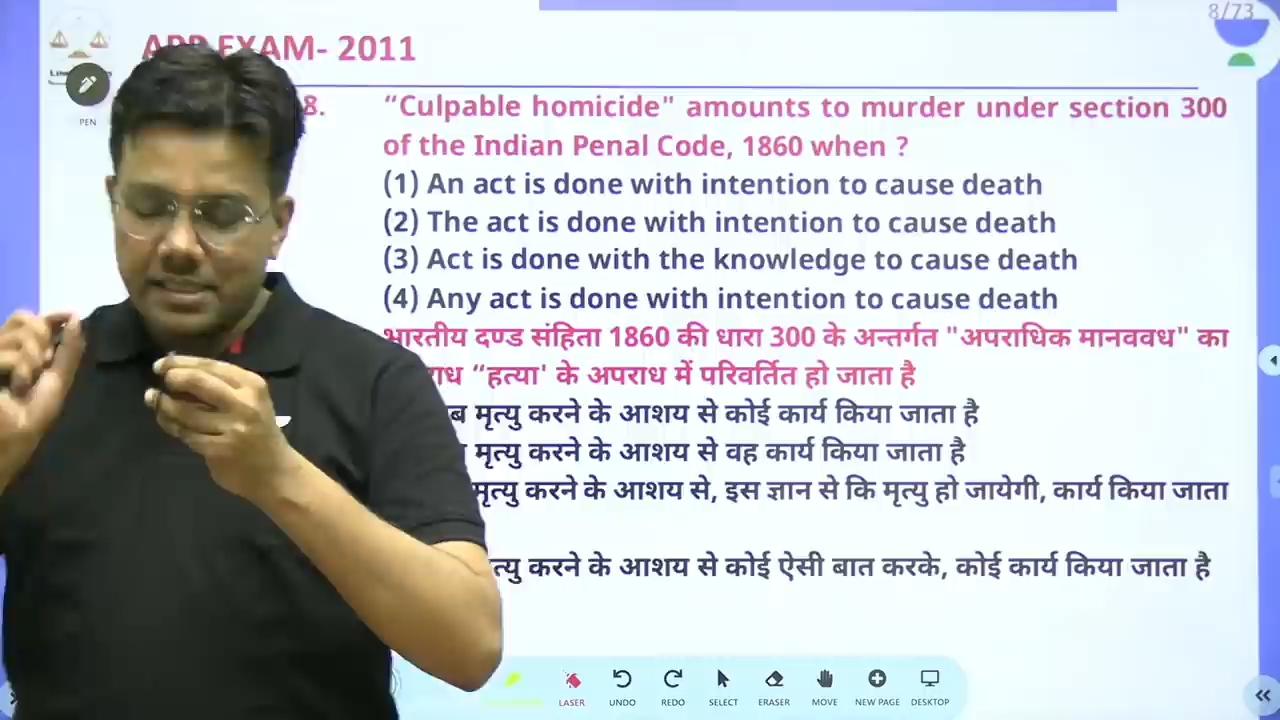 8/73
APP EXAM- 2011
8. “Culpable homicide" amounts to murder under section 300
of the Indian Penal Code, 1860 when ?
(1) An act is done with intention to cause death
(2) The act is done with intention to cause death
(3) Act is done with the knowledge to cause death
(4) Any act is done with intention to cause death
भारतीय दण्ड संहिता 1860 की धारा 300 के अन्तर्गत "अपराधिक मानववध" का
“हत्या' के अपराध में परिवर्तित हो जाता है
मृत्यु करने के आशय से कोई कार्य किया जाता है
मृत्यु करने के आशय से वह कार्य किया जाता है
मृत्यु करने के आशय से, इस ज्ञान से कि मृत्यु हो जायेगी, कार्य किया जाता
करने के आशय से कोई ऐसी बात करके, कोई कार्य किया जाता है
PEN
LASER UNDO REDO SELECT ERASER MOVE NEW PAGE DESKTOP